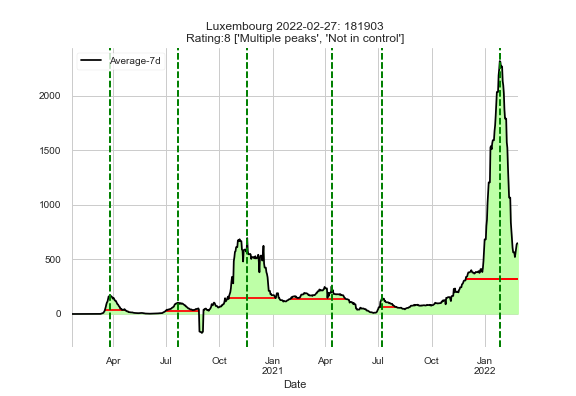 Luxembourg 2022-02-27: 181903
Rating:8 ['Multiple peaks', 'Not in control']
Average-7d
2000
1500
1000
500
0
Apr Jul Oct Jan Apr Jul Oct Jan
2021 2022
Date